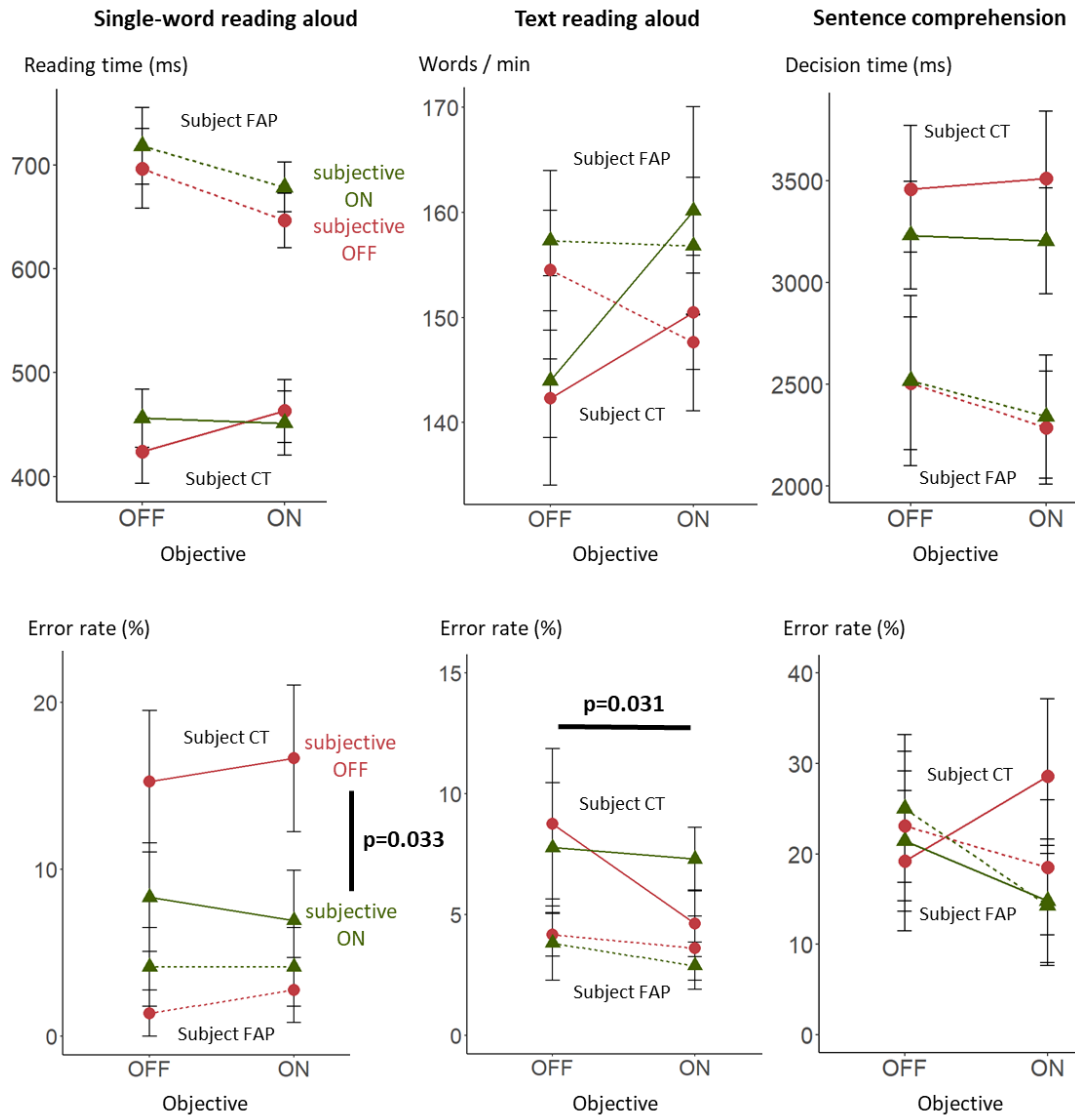 Single-word reading aloud
Text reading aloud
Sentence comprehension
Reading time (ms)
Words / min
Decision time (ms)
700
600
500
400
Subject FAP
subjective
ON
subjective
OFF
Subject CT
OFF
ON
Objective
170
160
150
140
Subject FAP
Subject CT
OFF
ON
Objective
3500
3000
2500
2000
Subject CT
Subject FAP
OFF
ON
Objective
Error rate (%)
Error rate (%)
Error rate (%)
20
10
0
Subject CT
subjective
OFF
p=0.033
subjective
ON
Subject FAP
OFF
ON
Objective
15
10
5
0
p=0.031
Subject CT
Subject FAP
OFF
ON
Objective
40
30
20
10
0
Subject CT
Subject FAP
OFF
ON
Objective